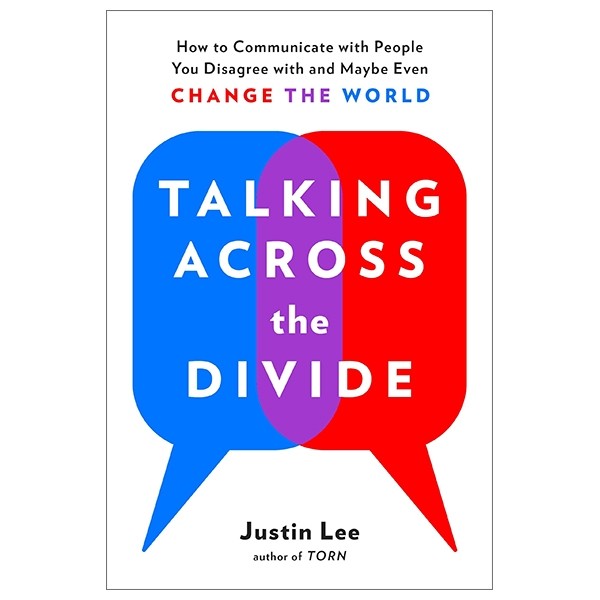 How to Communicate with People
You Disagree with and Maybe Even
CHANGE THE WORLD
TALKING
ACROSS
the
DIVIDE
Justin Lee
author of TORN